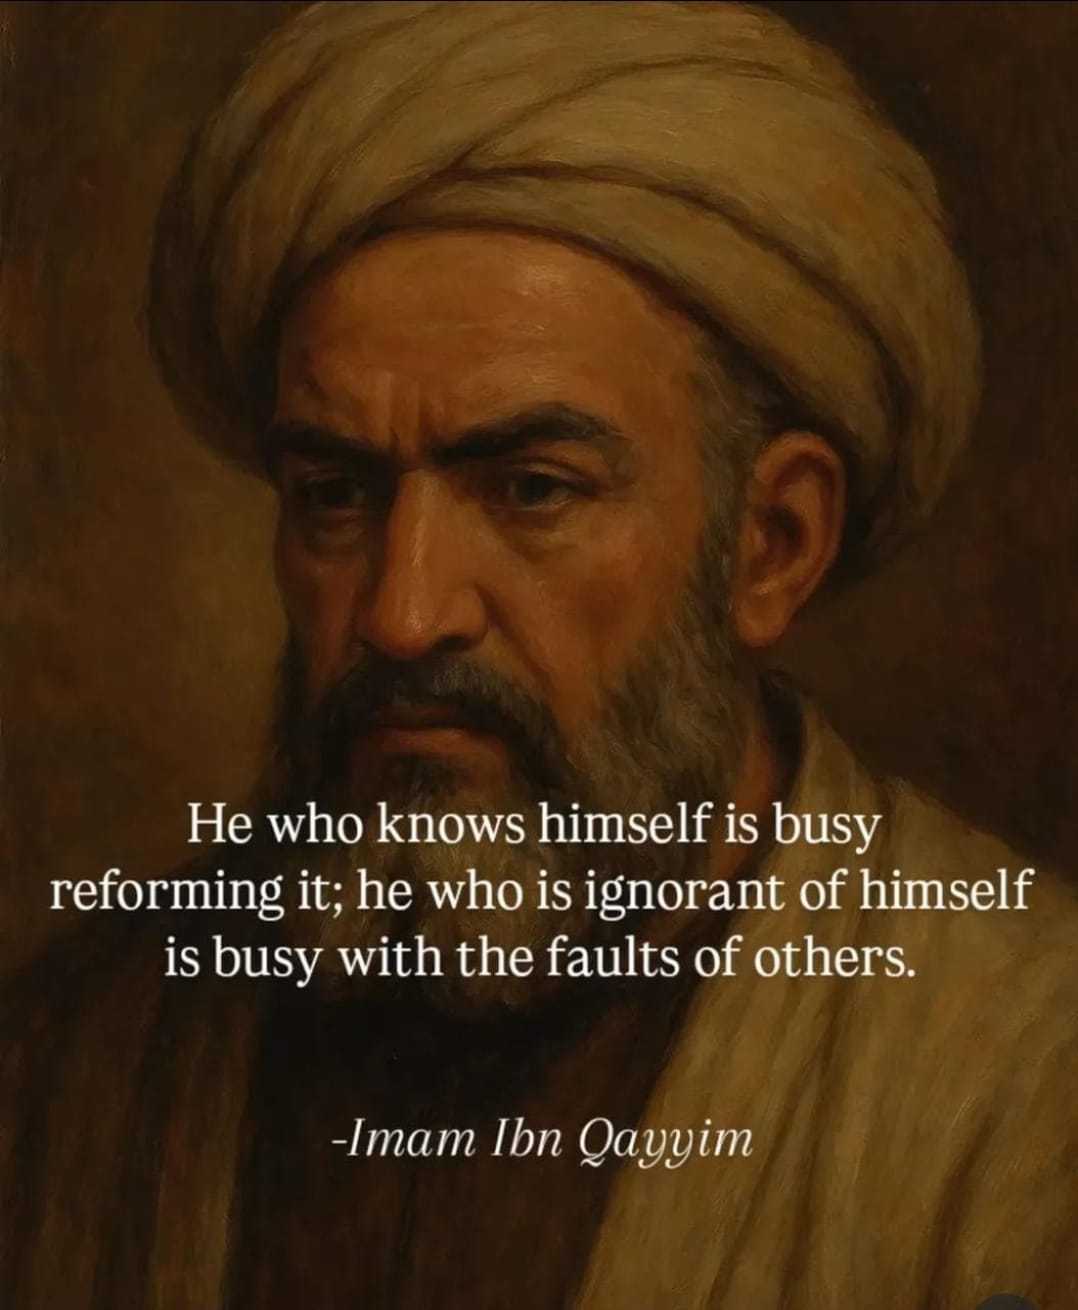 He who knows himself is busy
reforming it; he who is ignorant of himself
is busy with the faults of others.
-Imam Ibn Qayyim